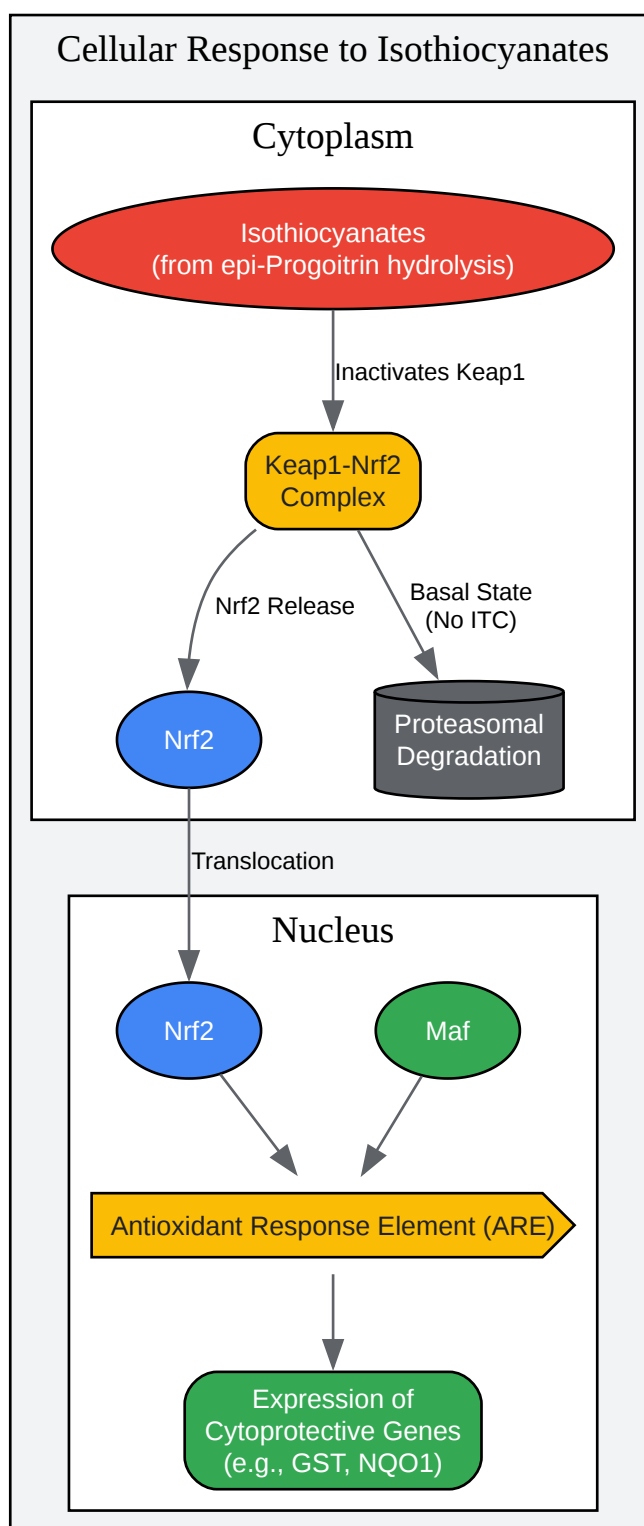 Cellular Response to Isothiocyanates
Cytoplasm
Isothiocyanates
(from epi-Progoitrin hydrolysis)
Inactivates Keap1
Keap1-Nrf2
Complex
Nrf2 Release
Basal State
(No ITC)
Nrf2
Proteasomal
Degradation
Translocation
Nucleus
Nrf2
Maf
Antioxidant Response Element (ARE)
Expression of
Cytoprotective Genes
(e.g., GST, NQO1)